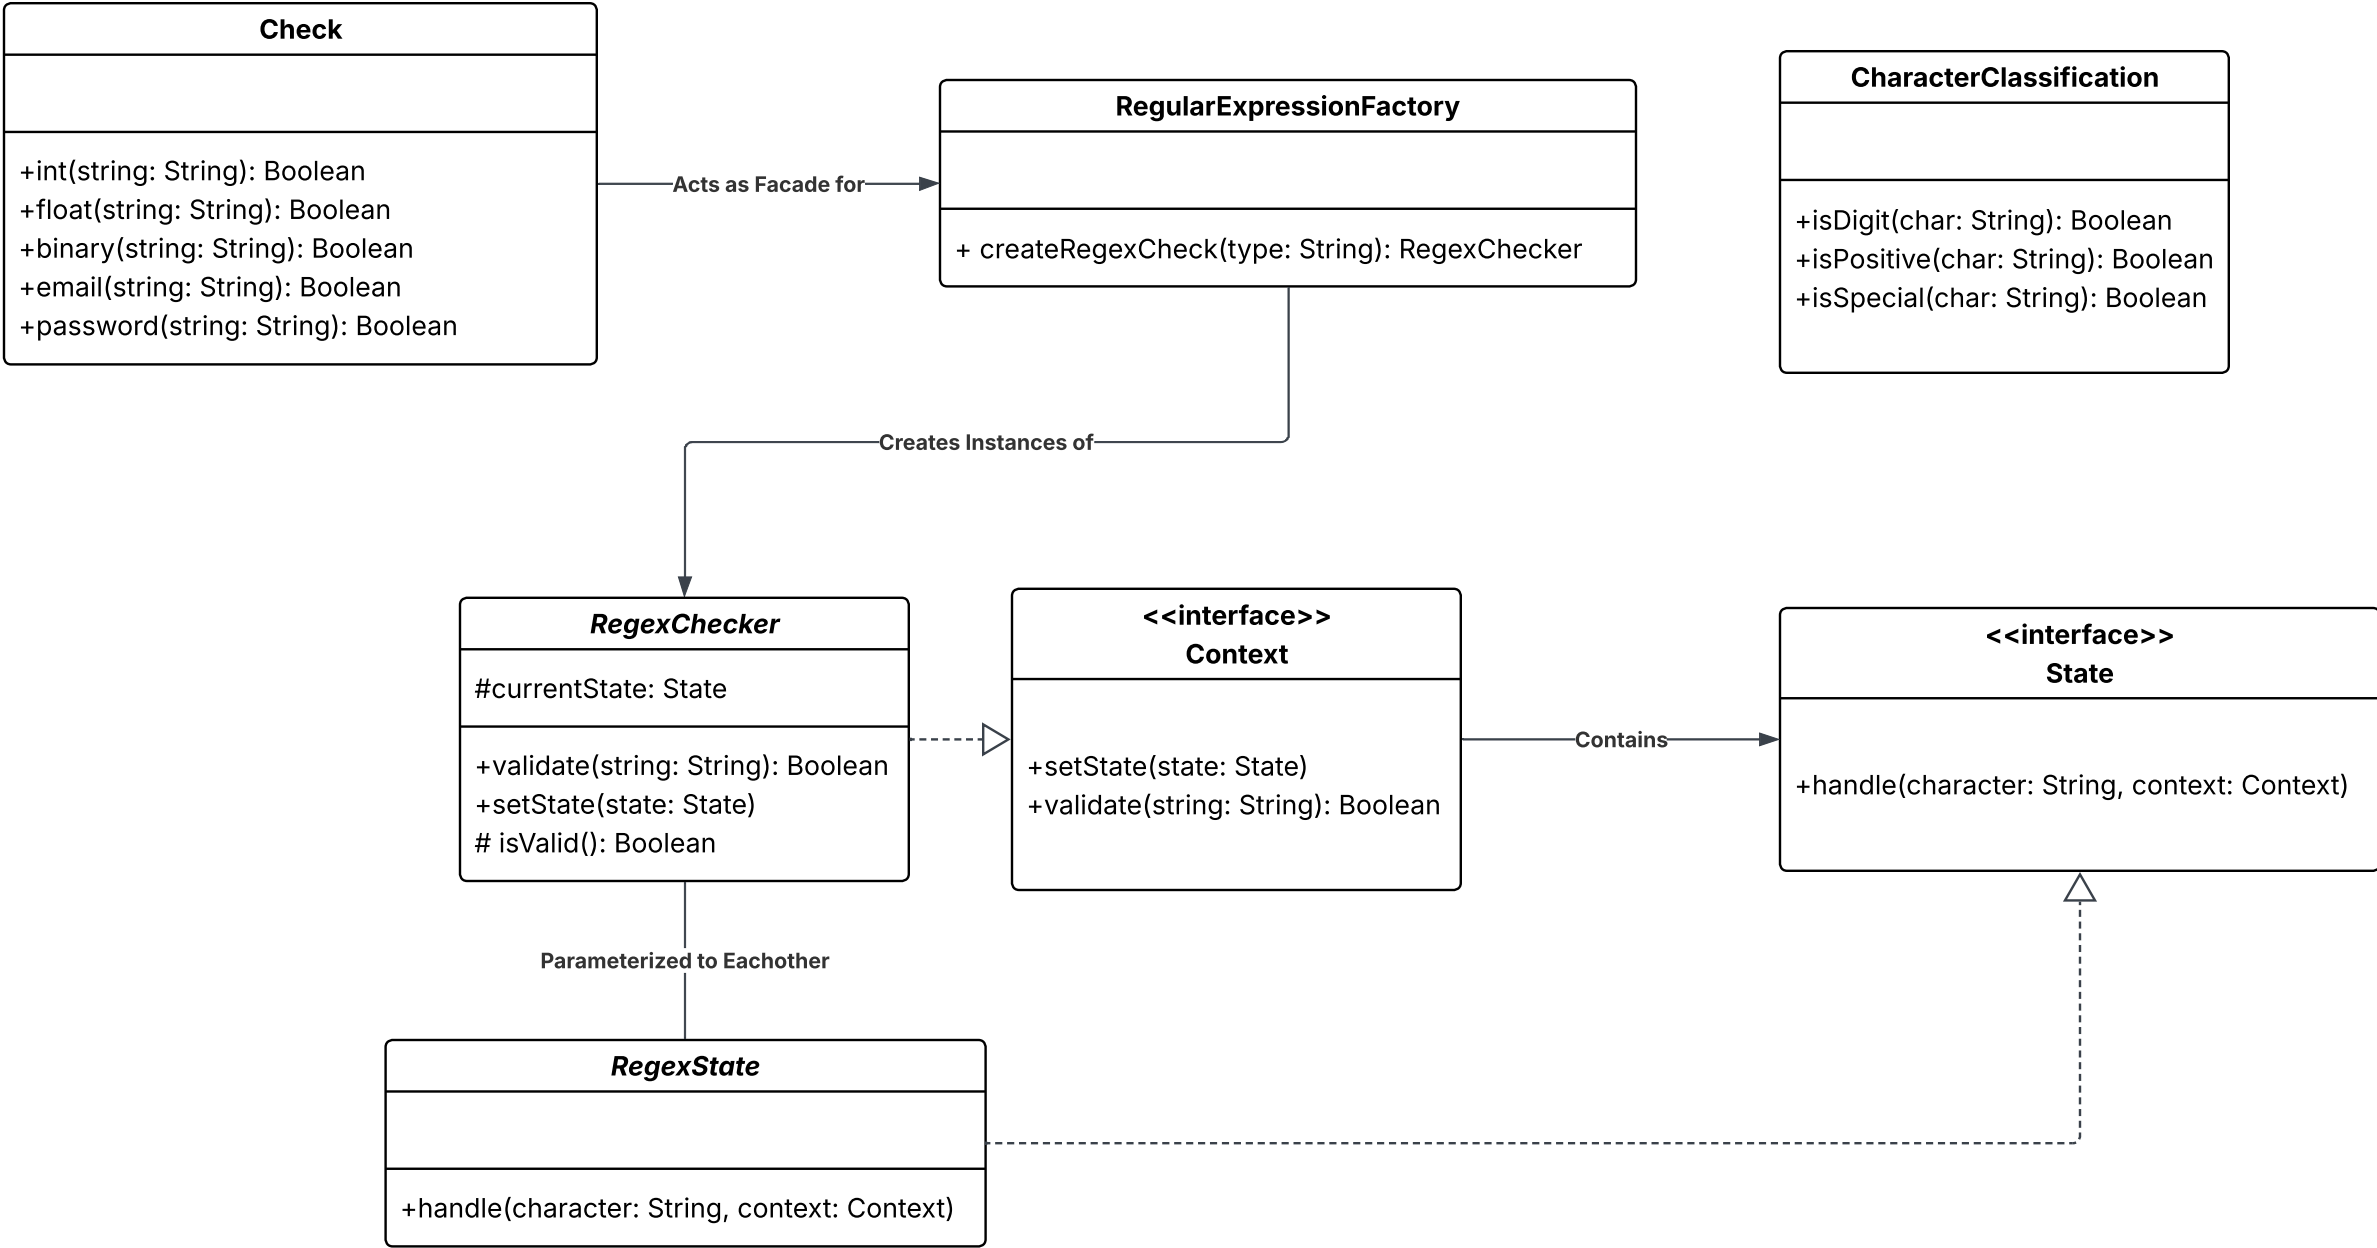 Check
+int(string: String): Boolean
+float(string: String): Boolean
+binary(string: String): Boolean
+email(string: String): Boolean
+password(string: String): Boolean
Acts as Facade for
RegularExpressionFactory
+ createRegexCheck(type: String): RegexChecker
CharacterClassification
+isDigit(char: String): Boolean
+isPositive(char: String): Boolean
+isSpecial(char: String): Boolean
Creates Instances of
RegexChecker
#currentState: State
+validate(string: String): Boolean
+setState(state: State)
# isValid(): Boolean
<<interface>>
Context
+setState(state: State)
+validate(string: String): Boolean
Contains
<<interface>>
State
+handle(character: String, context: Context)
Parameterized to Eachother
RegexState
+handle(character: String, context: Context)